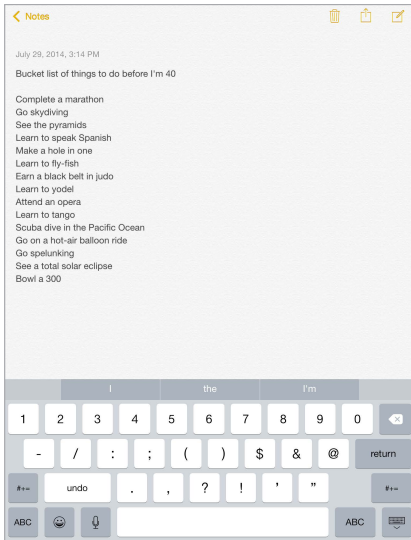 Notes
July 29, 2014, 3:14 PM
Bucket list of things to do before I'm 40
Complete a marathon
Go skydiving
See the pyramids
Learn to speak Spanish
Make a hole in one
Learn to fly-fish
Earn a black belt in judo
Learn to yodel
Attend an opera
Learn to tango
Scuba dive in the Pacific Ocean
Go on a hot-air balloon ride
Go spelunking
See a total solar eclipse
Bowl a 300
I the I'm
1 2 3 4 5 6 7 8 9 0
- / : ; ( ) $ & @ return
#+= undo . , ? ! ' " #+=
ABC ABC